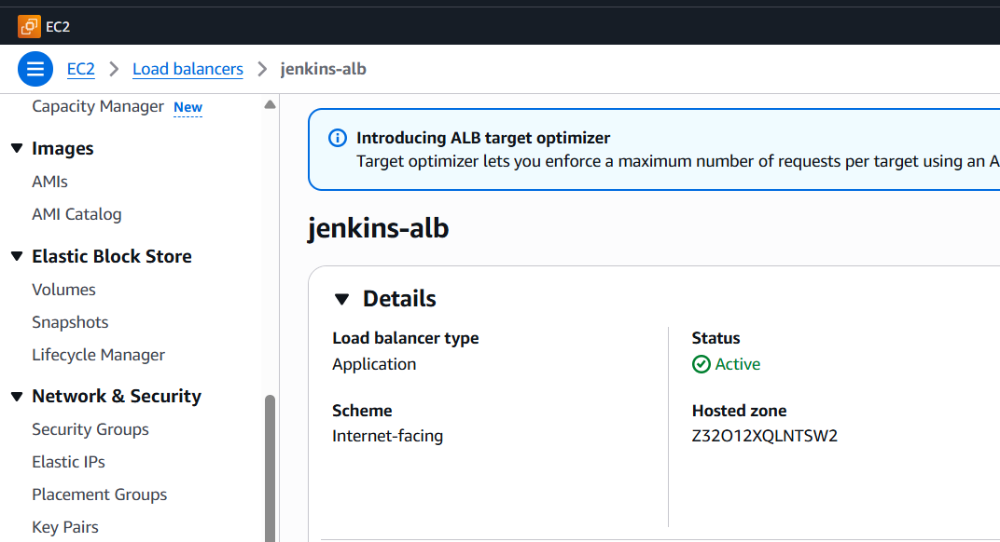 EC2
EC2 > Load balancers > jenkins-alb
Capacity Manager New
Images
AMIs
AMI Catalog
Elastic Block Store
Volumes
Snapshots
Lifecycle Manager
Network & Security
Security Groups
Elastic IPs
Placement Groups
Key Pairs
Introducing ALB target optimizer
Target optimizer lets you enforce a maximum number of requests per target using an A
jenkins-alb
Details
Load balancer type
Application
Scheme
Internet-facing
Status
Active
Hosted zone
Z32O12XQLNTSW2